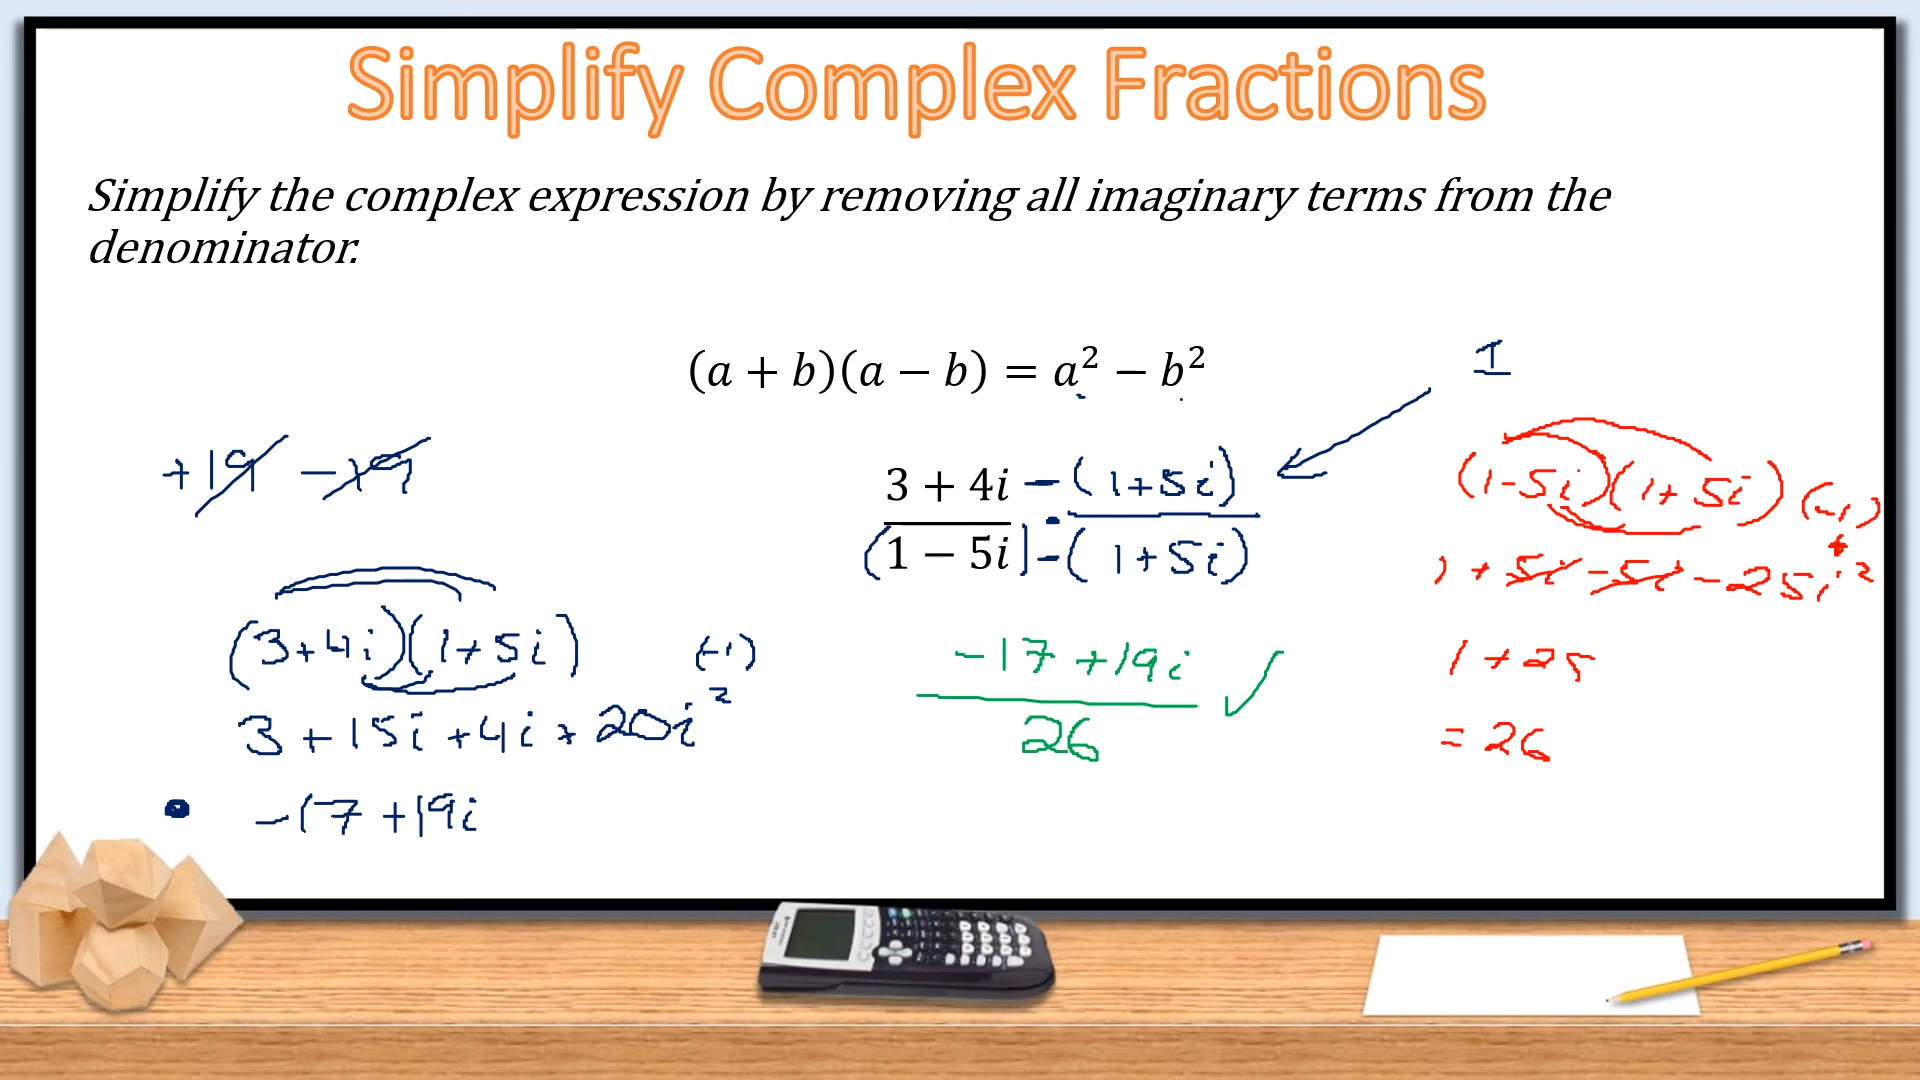 Simplify Complex Fractions
Simplify the complex expression by removing all imaginary terms from the
denominator.
(a + b)(a − b) = a² − b²
1
+19 −19
3 + 4i − (1+5i)
(1 − 5i) − (1+5i)
(3+4i)(1+5i) (-1)
3 + 15i + 4i + 20i²
-17 + 19i
-17 + 19i
26
(1-5i)(1+5i) (-1)
1 + 5i - 5i - 25i²
1 + 25
= 26